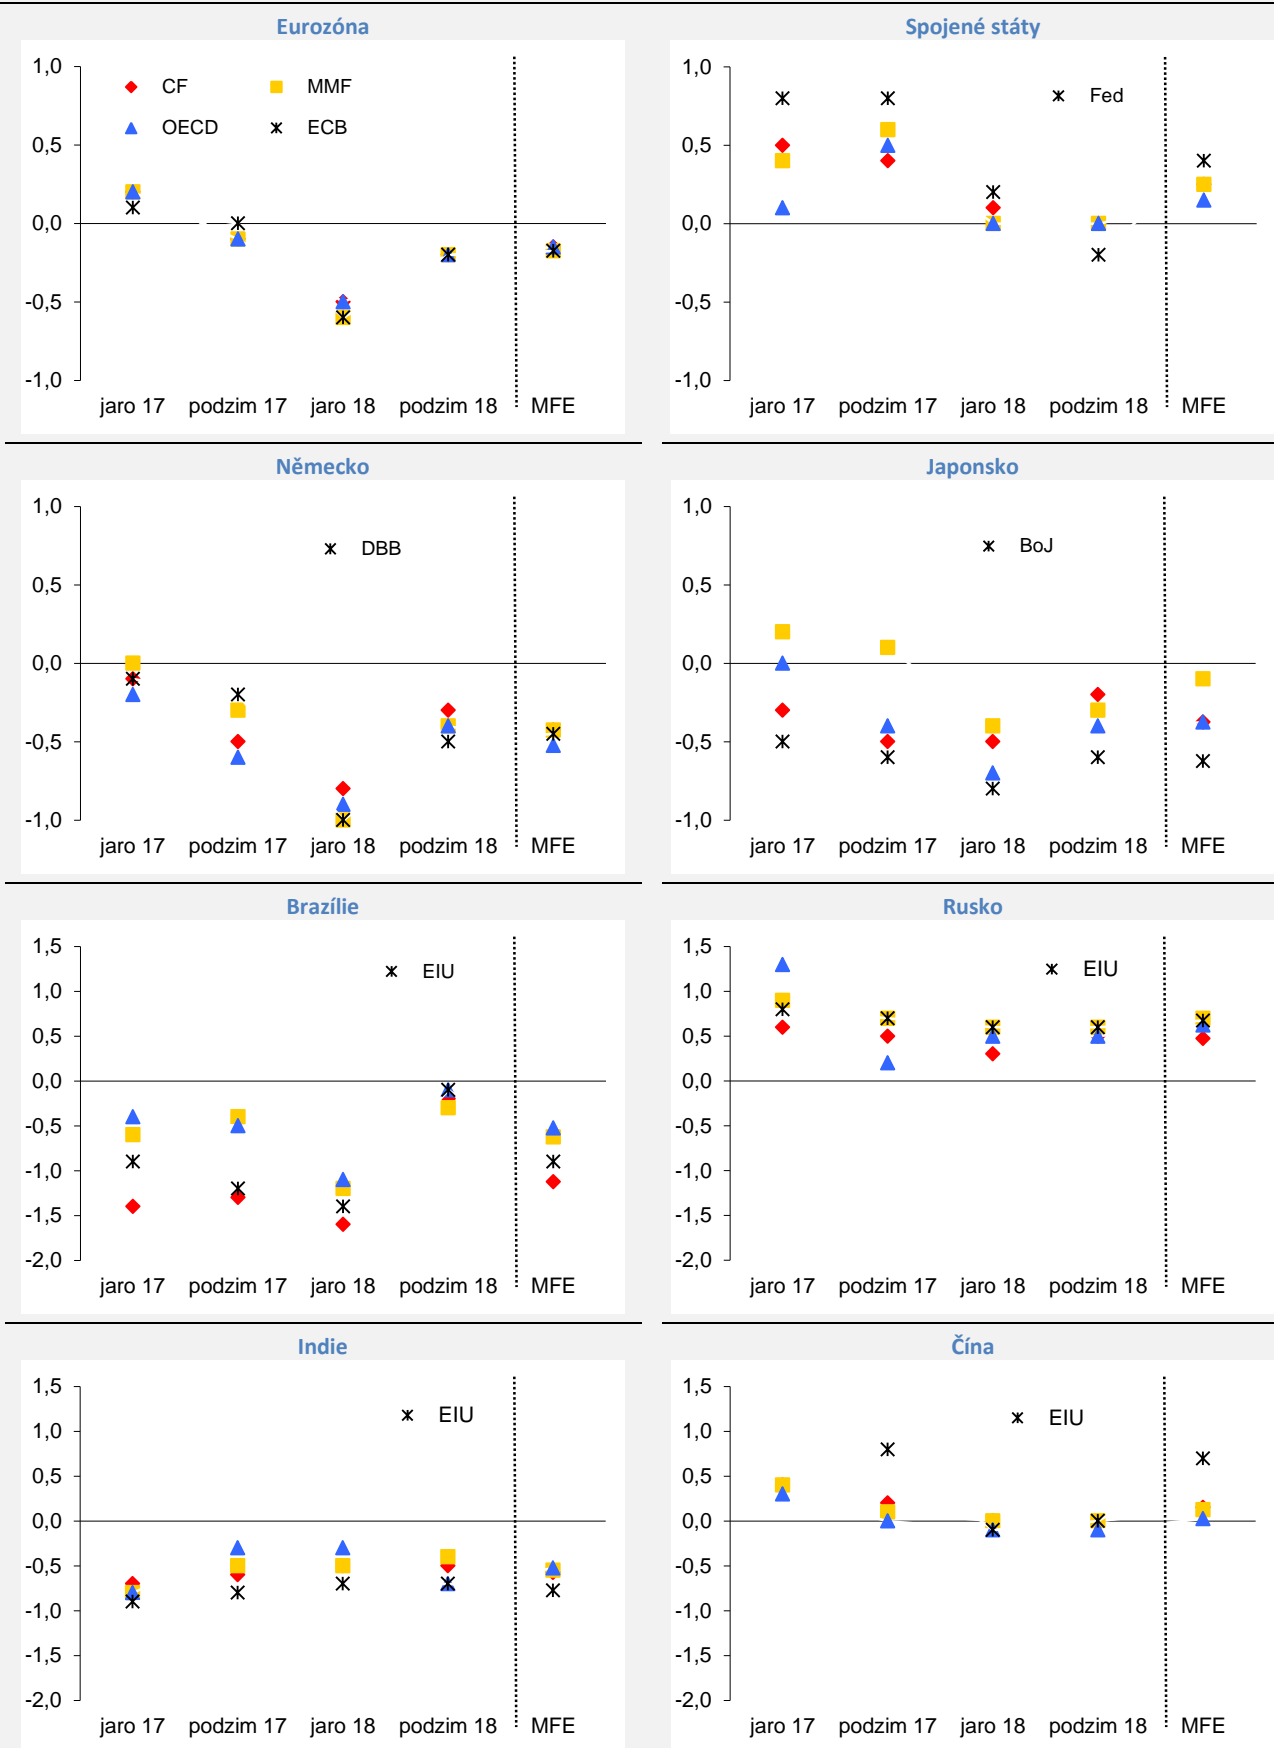 Eurozóna
1,0
0,5
0,0
-0,5
-1,0
CF
MMF
OECD
ECB
jaro 17 podzim 17 jaro 18 podzim 18 MFE
Spojené státy
1,0
0,5
0,0
-0,5
-1,0
Fed
jaro 17 podzim 17 jaro 18 podzim 18 MFE
Německo
1,0
0,5
0,0
-0,5
-1,0
DBB
jaro 17 podzim 17 jaro 18 podzim 18 MFE
Japonsko
1,0
0,5
0,0
-0,5
-1,0
BoJ
jaro 17 podzim 17 jaro 18 podzim 18 MFE
Brazílie
1,5
1,0
0,5
0,0
-0,5
-1,0
-1,5
-2,0
EIU
jaro 17 podzim 17 jaro 18 podzim 18 MFE
Rusko
1,5
1,0
0,5
0,0
-0,5
-1,0
-1,5
-2,0
EIU
jaro 17 podzim 17 jaro 18 podzim 18 MFE
Indie
1,5
1,0
0,5
0,0
-0,5
-1,0
-1,5
-2,0
EIU
jaro 17 podzim 17 jaro 18 podzim 18 MFE
Čína
1,5
1,0
0,5
0,0
-0,5
-1,0
-1,5
-2,0
EIU
jaro 17 podzim 17 jaro 18 podzim 18 MFE